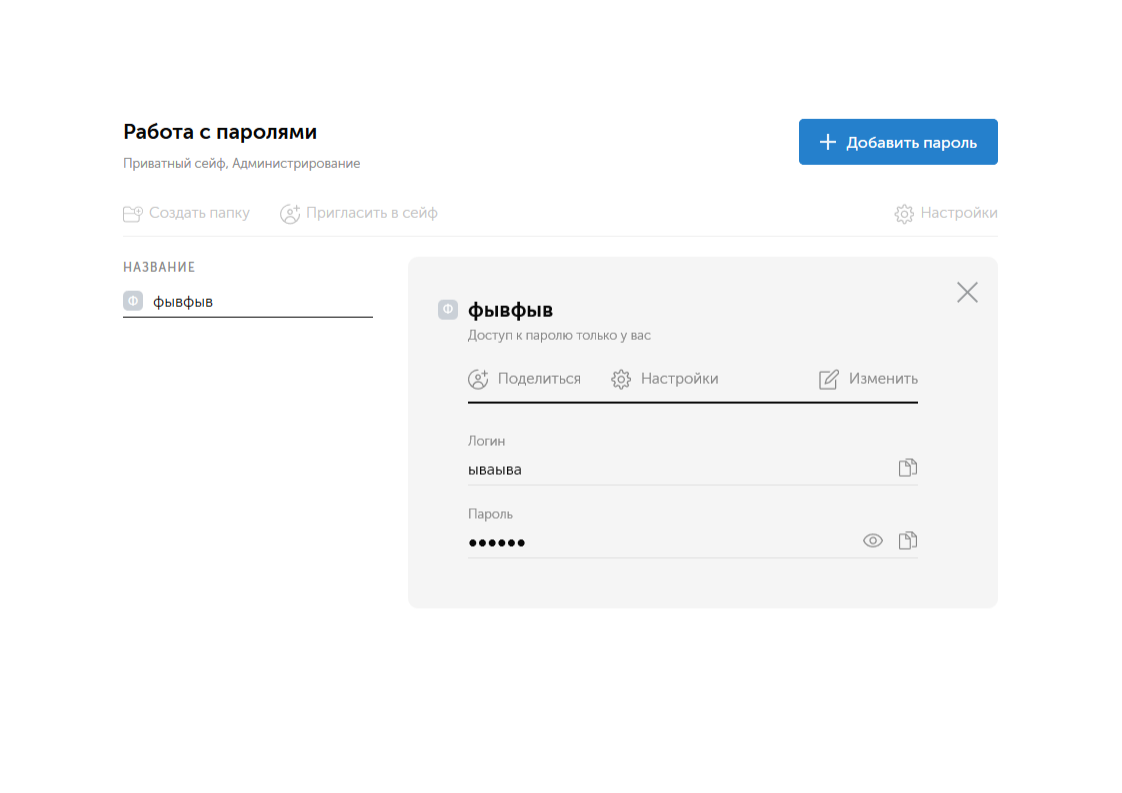 Работа с паролями
Приватный сейф, Администрирование
Добавить пароль
Создать папку
Пригласить в сейф
Настройки
НАЗВАНИЕ
Ф фывфыв
Ф фывфыв
Доступ к паролю только у вас
Поделиться
Настройки
Изменить
Логин
ываыва
Пароль
••••••